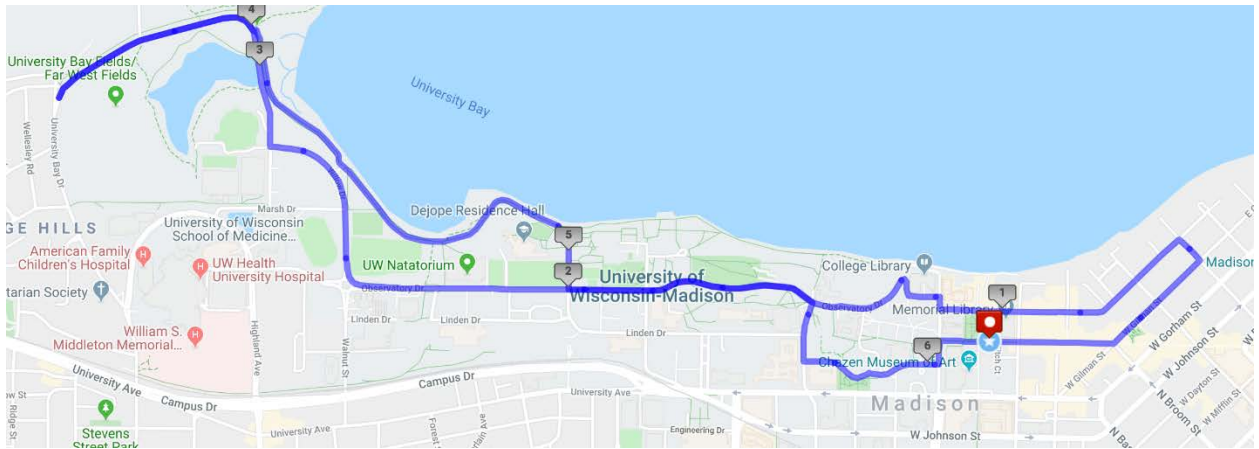 4
3
University Bay Fields/
Far West Fields
University Bay
Wellesley Rd
University Bay Dr
Marsh Dr
Willow Dr
GE HILLS
University of Wisconsin
School of Medicine...
Dejope Residence Hall
5
American Family
Children's Hospital
UW Health
University Hospital
UW Natatorium
2
University of
Wisconsin-Madison
College Library
1
Madison
tarian Society
Observatory Dr
Observatory Dr
Memorial Library
W Gorham St
Linden Dr
Linden Dr
Linden Dr
William S.
Middleton Memorial...
Highland Ave
Walnut St
6
Chazen Museum of Art
W Gilman St
W Johnson St
W Dayton St
W Mifflin St
University Ave
Campus Dr
Campus Dr
University Ave
Madison
N Broom St
Ridge St
Stevens
Street Park
University Ave
Engineering Dr
W Johnson St